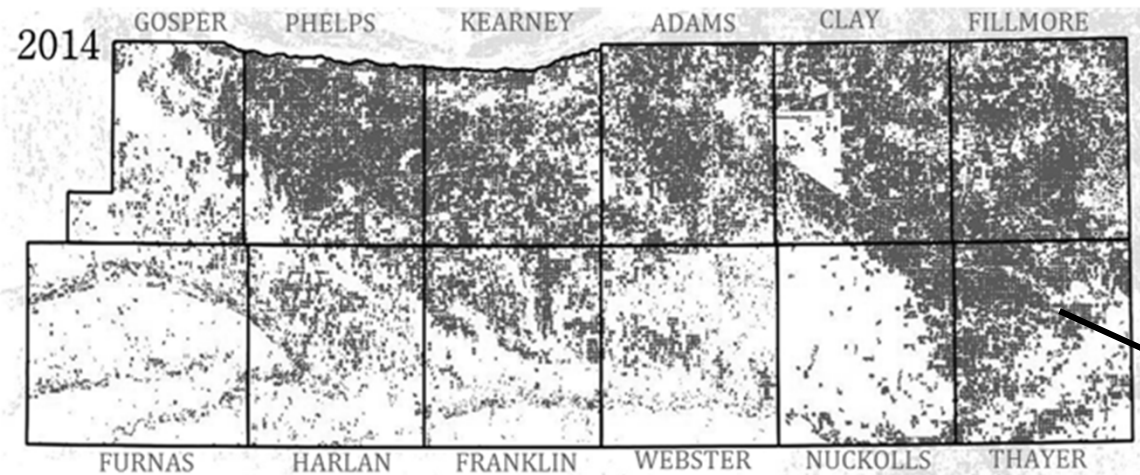 GOSPER PHELPS KEARNEY ADAMS CLAY FILLMORE
2014
FURNAS HARLAN FRANKLIN WEBSTER NUCKOLLS THAYER